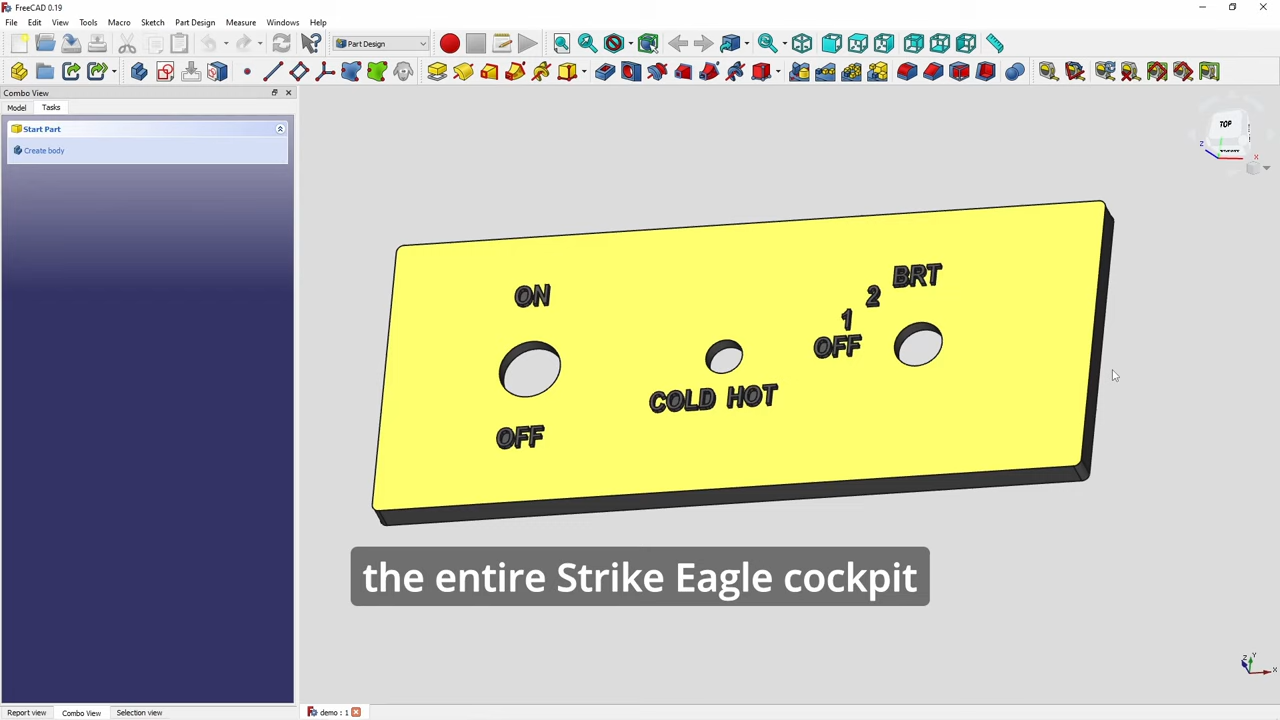 FreeCAD 0.19
File Edit View Tools Macro Sketch Part Design Measure Windows Help
Part Design
Combo View
Model Tasks
Start Part
Create body
TOP
Z
X
ON
BRT
2
1
OFF
COLD HOT
OFF
the entire Strike Eagle cockpit
Z Y
X
Report view Combo View Selection view
demo : 1